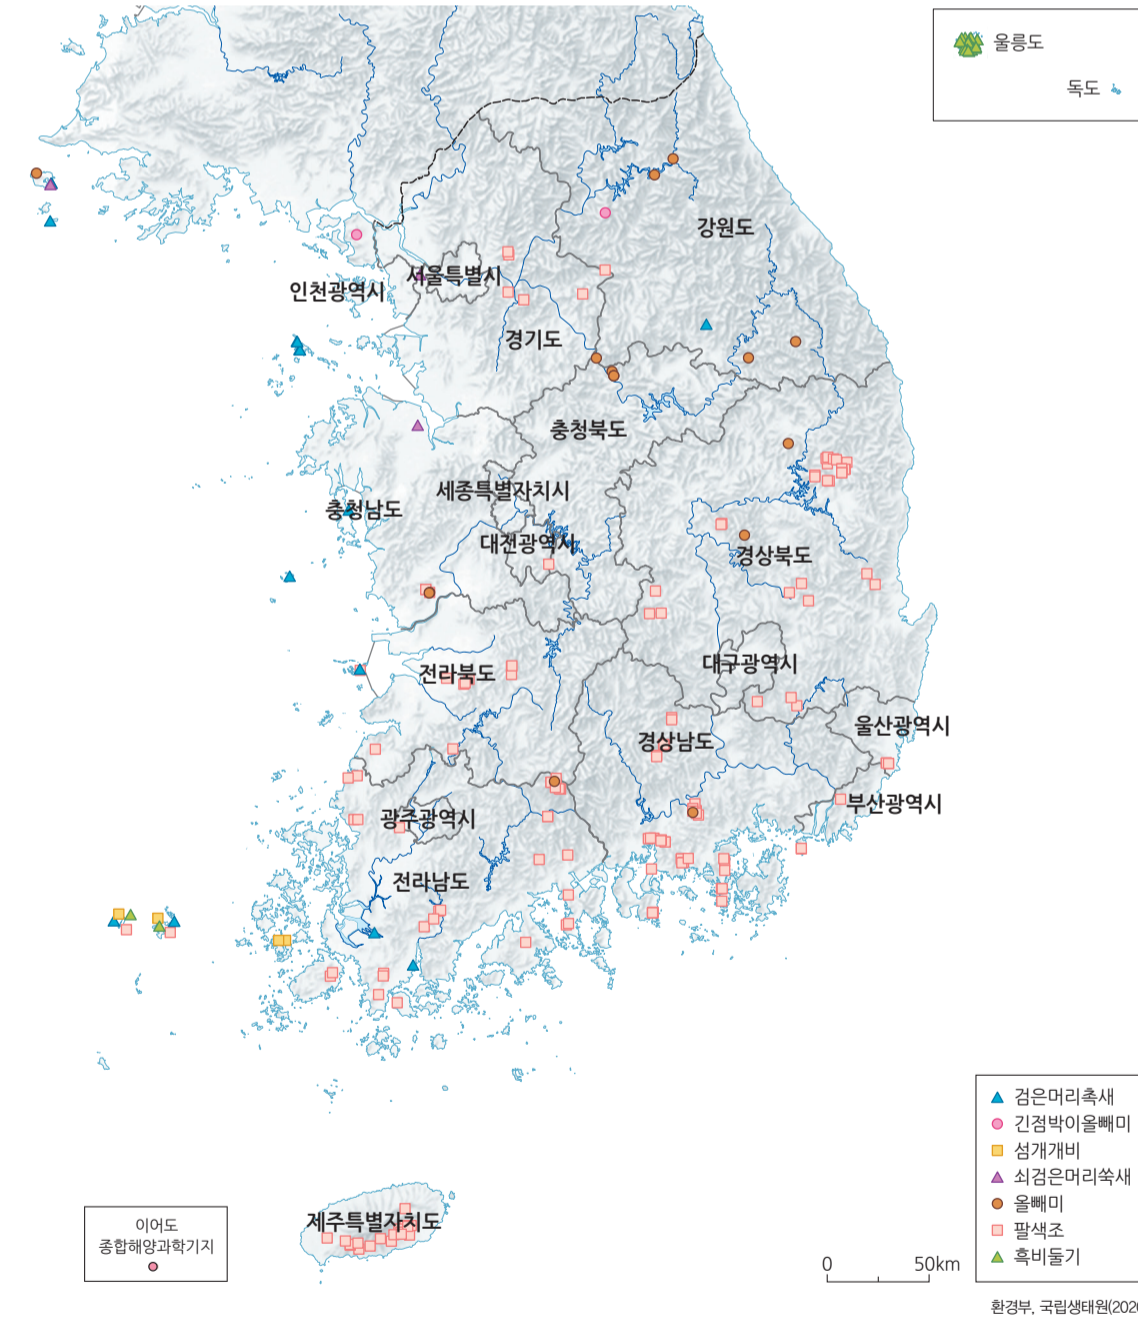 울릉도
독도
강원도
서울특별시
인천광역시
경기도
충청북도
세종특별자치시
충청남도
대전광역시
경상북도
대구광역시
전라북도
울산광역시
경상남도
부산광역시
광주광역시
전라남도
제주특별자치도
이어도
종합해양과학기지
검은머리촉새
긴점박이올빼미
섬개개비
쇠검은머리쑥새
올빼미
팔색조
흑비둘기
0 50km
환경부, 국립생태원(202